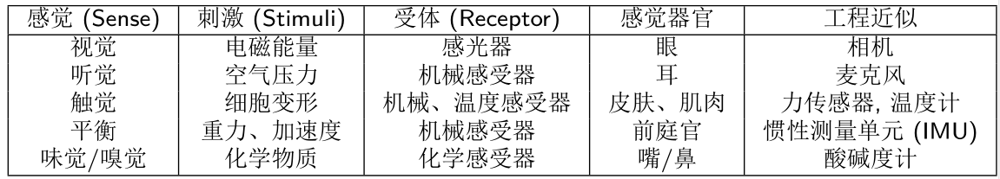 感觉 (Sense) 刺激 (Stimuli) 受体 (Receptor) 感觉器官 工程近似
视觉 电磁能量 感光器 眼 相机
听觉 空气压力 机械感受器 耳 麦克风
触觉 细胞变形 机械、温度感受器 皮肤、肌肉 力传感器, 温度计
平衡 重力、加速度 机械感受器 前庭官 惯性测量单元 (IMU)
味觉/嗅觉 化学物质 化学感受器 嘴/鼻 酸碱度计